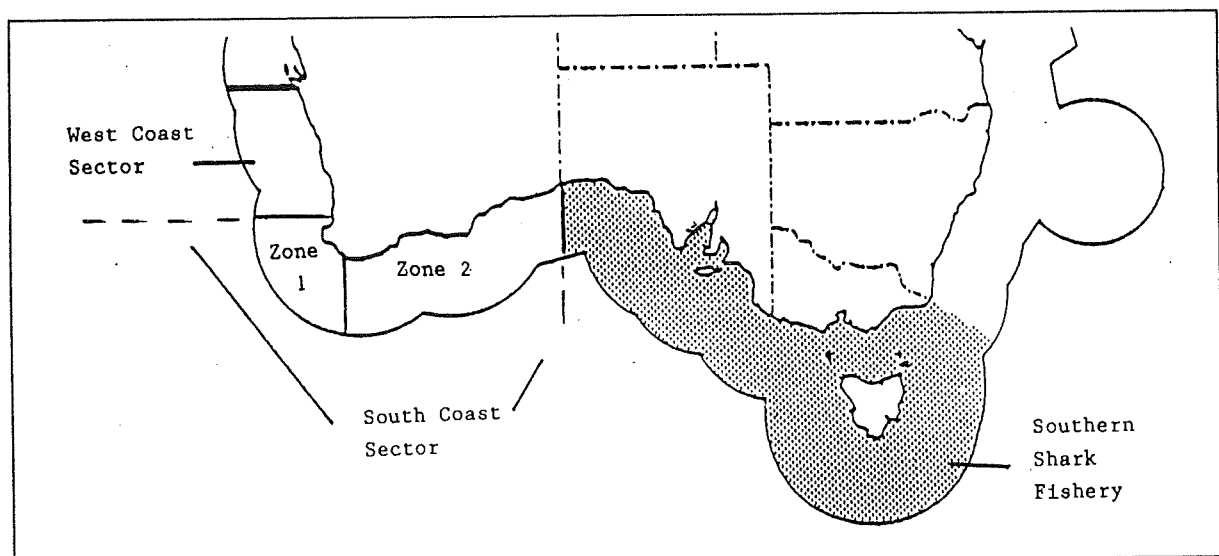 West Coast
Sector
Zone
1
Zone 2
South Coast
Sector
Southern
Shark
Fishery